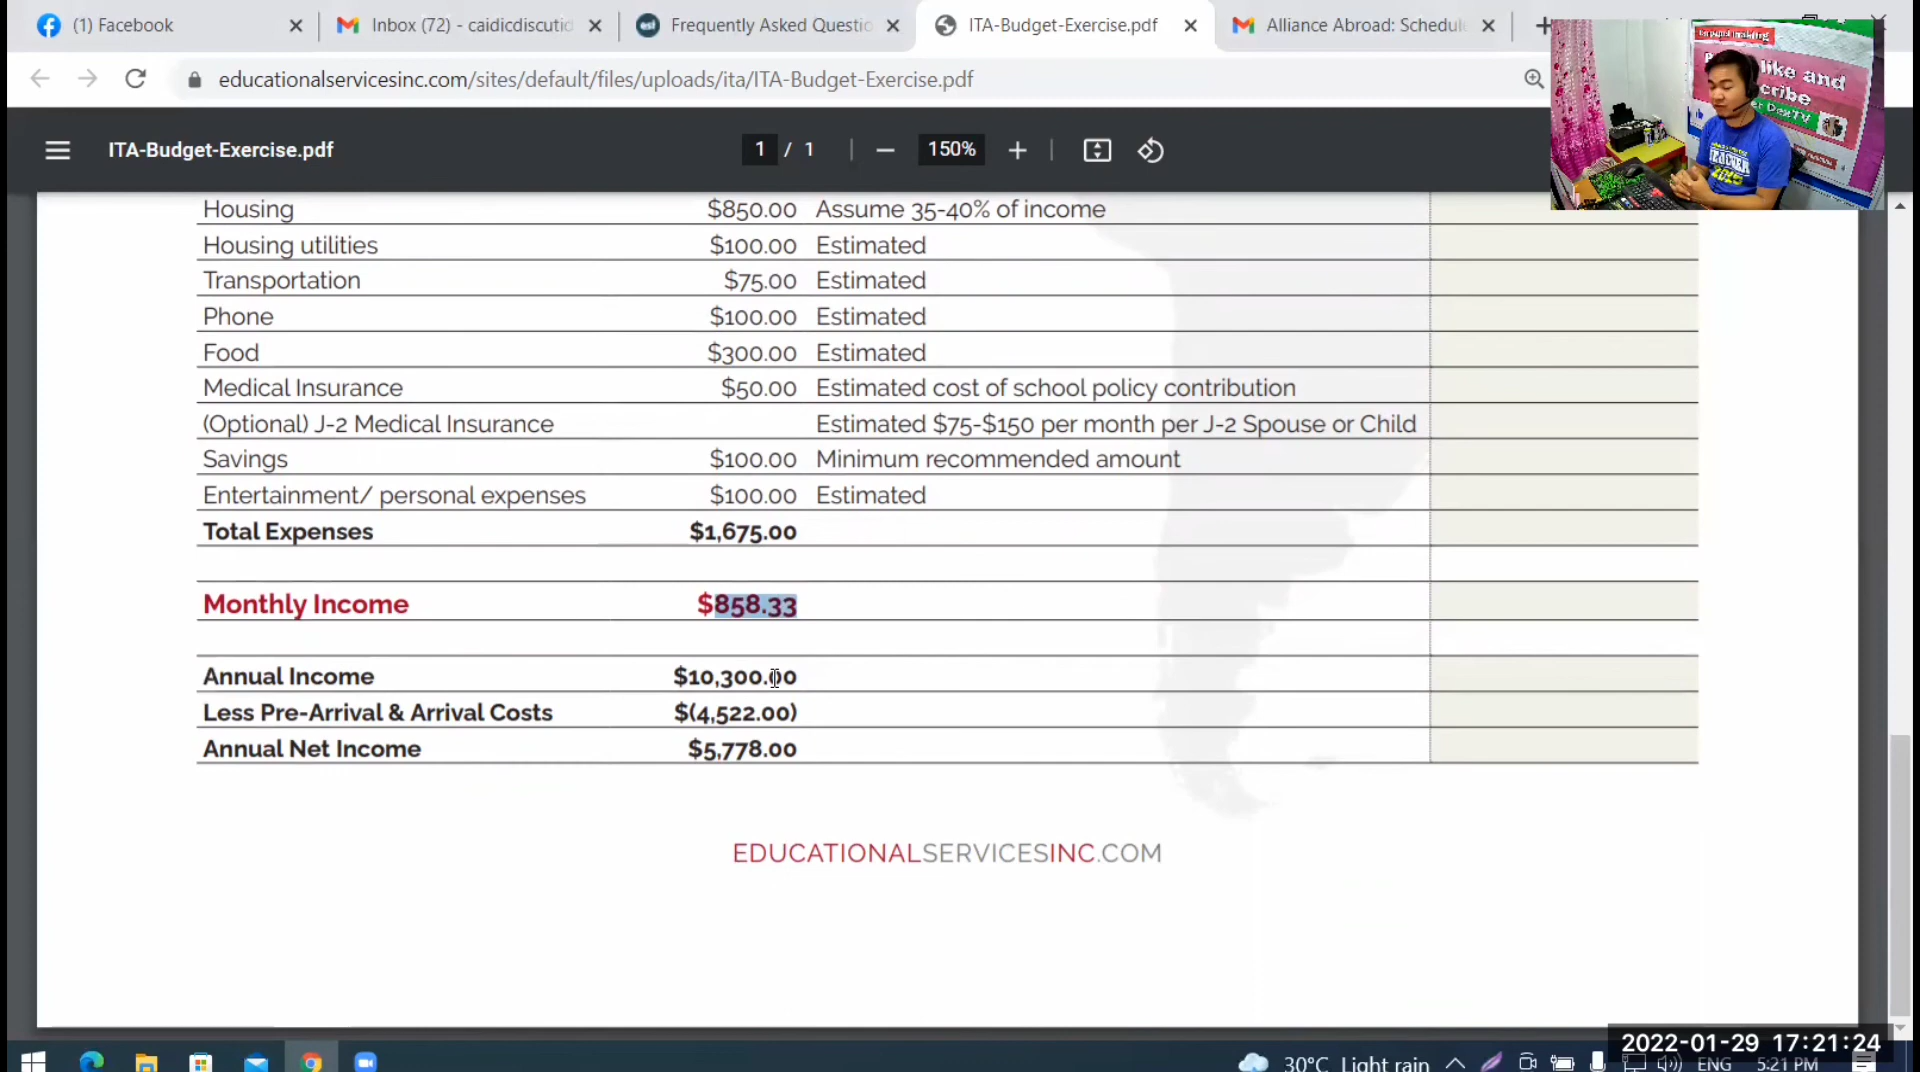 (1) Facebook
Inbox (72) - caidicdiscutid
Frequently Asked Questio
ITA-Budget-Exercise.pdf
Alliance Abroad: Schedul
educationalservicesinc.com/sites/default/files/uploads/ita/ITA-Budget-Exercise.pdf
ITA-Budget-Exercise.pdf
1 / 1
150%
like and
cribe
TEACHER
Housing $850.00 Assume 35-40% of income
Housing utilities $100.00 Estimated
Transportation $75.00 Estimated
Phone $100.00 Estimated
Food $300.00 Estimated
Medical Insurance $50.00 Estimated cost of school policy contribution
(Optional) J-2 Medical Insurance Estimated $75-$150 per month per J-2 Spouse or Child
Savings $100.00 Minimum recommended amount
Entertainment/ personal expenses $100.00 Estimated
Total Expenses $1,675.00
Monthly Income $858.33
Annual Income $10,300.00
Less Pre-Arrival & Arrival Costs $(4,522.00)
Annual Net Income $5,778.00
EDUCATIONALSERVICESINC.COM
2022-01-29 17:21:24
30°C Light rain
ENG
5:21 PM